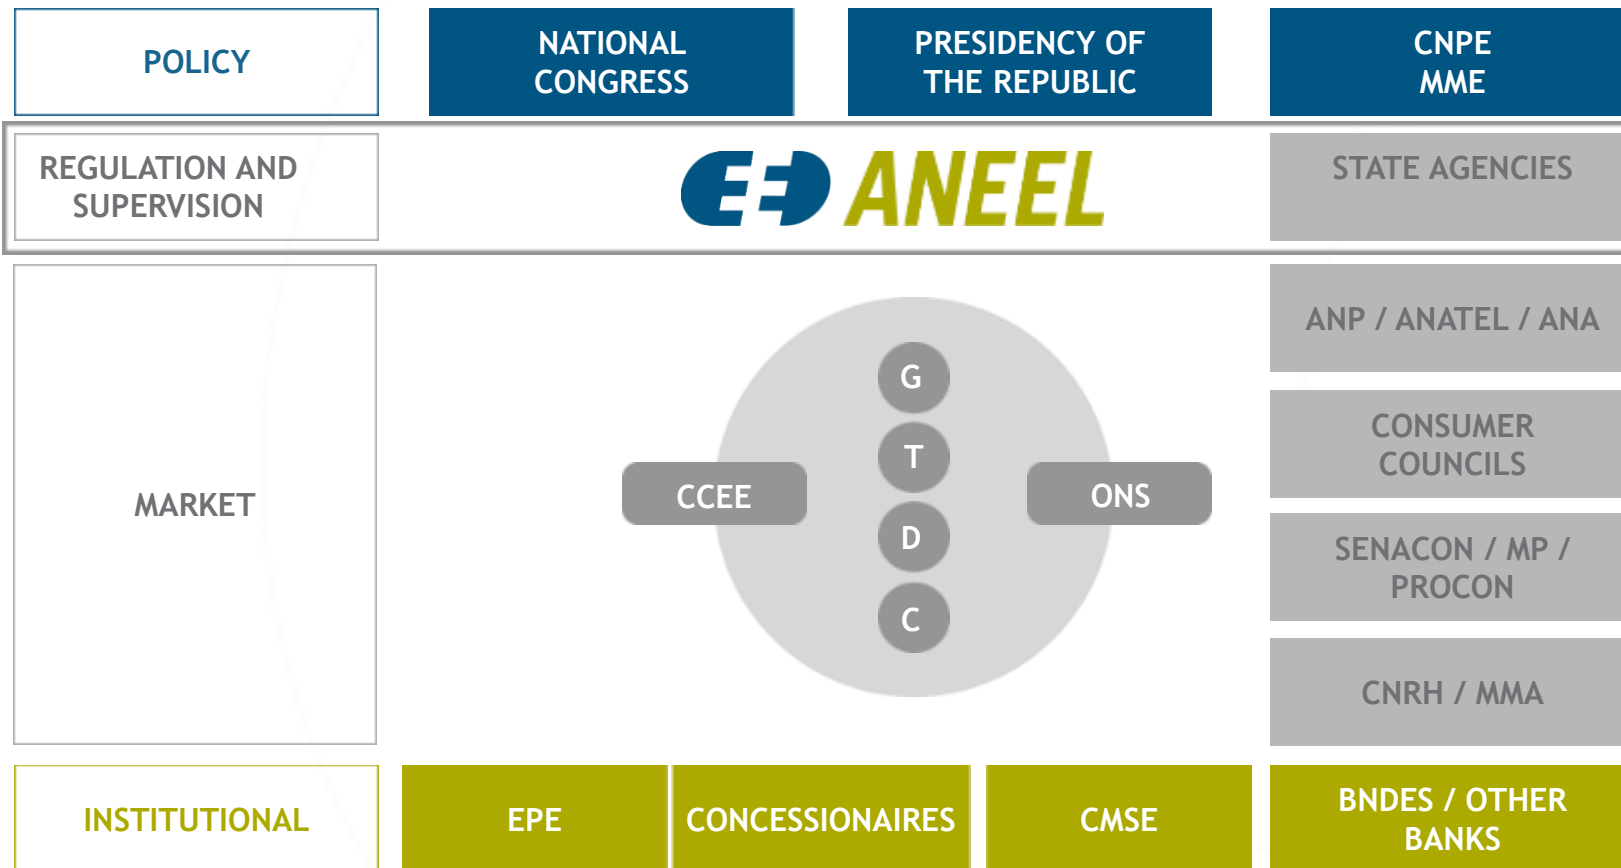 POLICY
NATIONAL
CONGRESS
PRESIDENCY OF
THE REPUBLIC
CNPE
MME
REGULATION AND
SUPERVISION
ANEEL
STATE AGENCIES
MARKET
CCEE
G
T
D
C
ONS
ANP / ANATEL / ANA
CONSUMER
COUNCILS
SENACON / MP /
PROCON
CNRH / MMA
INSTITUTIONAL
EPE
CONCESSIONAIRES
CMSE
BNDES / OTHER
BANKS